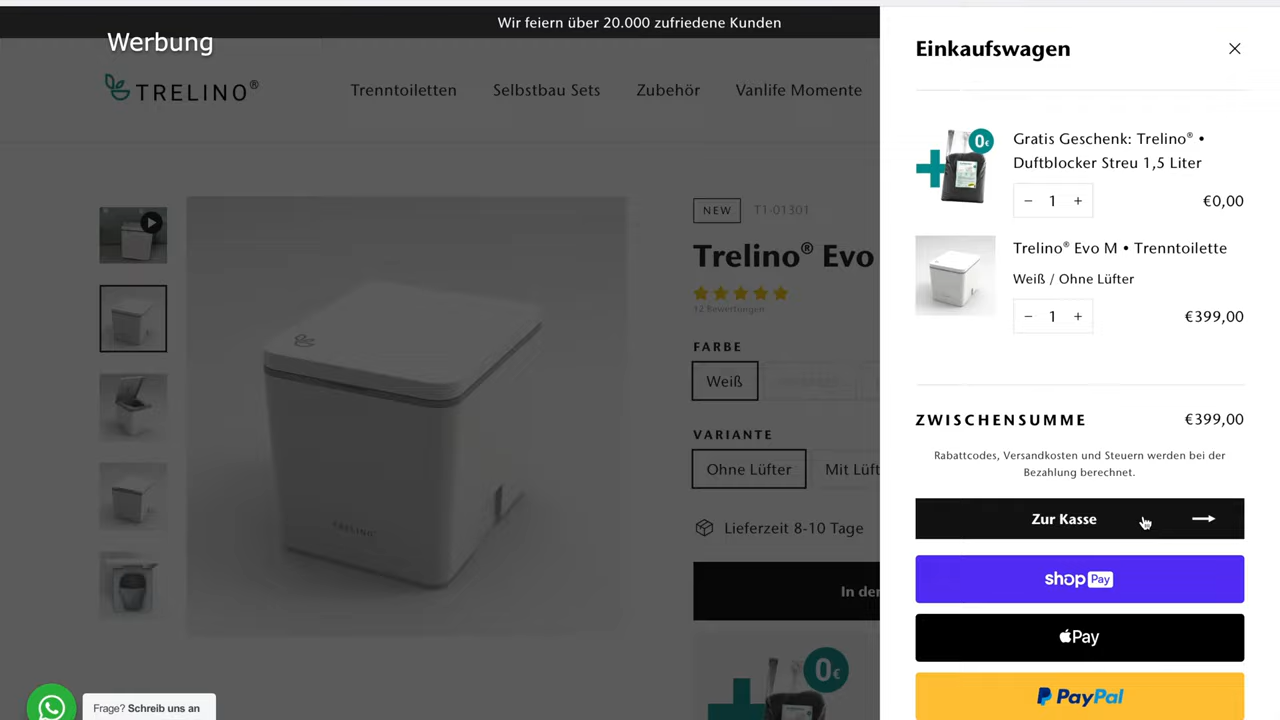 Wir feiern über 20.000 zufriedene Kunden
Werbung
TRELINO®
Trenntoiletten Selbstbau Sets Zubehör Vanlife Momente
NEW T1-01301
Trelino® Evo
12 Bewertungen
FARBE
Weiß
VARIANTE
Ohne Lüfter Mit Lüft
Lieferzeit 8-10 Tage
In de
0€
TRELINO
Frage? Schreib uns an
Einkaufswagen
0€
Gratis Geschenk: Trelino® •
Duftblocker Streu 1,5 Liter
− 1 + €0,00
Trelino® Evo M • Trenntoilette
Weiß / Ohne Lüfter
− 1 + €399,00
ZWISCHENSUMME €399,00
Rabattcodes, Versandkosten und Steuern werden bei der
Bezahlung berechnet.
Zur Kasse
shop Pay
Pay
PayPal